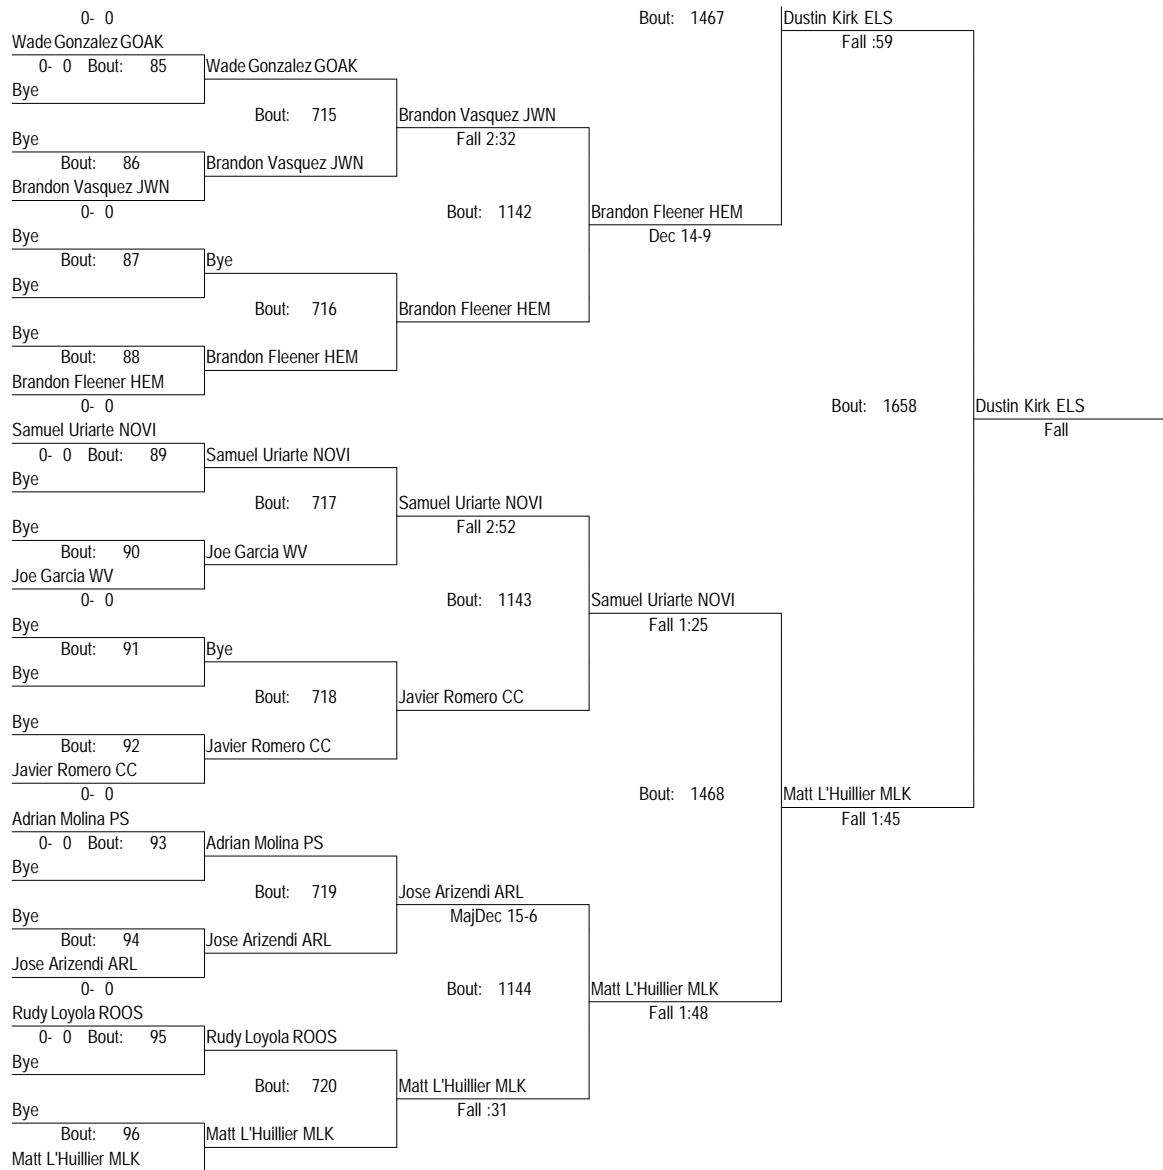 0- 0 Bout: 1467 Dustin Kirk ELS
Wade Gonzalez GOAK Fall :59
0- 0 Bout: 85 Wade Gonzalez GOAK
Bye
Bout: 715 Brandon Vasquez JWN
Bye Fall 2:32
Bout: 86 Brandon Vasquez JWN
Brandon Vasquez JWN
0- 0 Bout: 1142 Brandon Fleener HEM
Bye Dec 14-9
Bout: 87 Bye
Bye
Bout: 716 Brandon Fleener HEM
Bye
Bout: 88 Brandon Fleener HEM
Brandon Fleener HEM
0- 0 Bout: 1658 Dustin Kirk ELS
Samuel Uriarte NOVI Fall
0- 0 Bout: 89 Samuel Uriarte NOVI
Bye
Bout: 717 Samuel Uriarte NOVI
Bye Fall 2:52
Bout: 90 Joe Garcia WV
Joe Garcia WV
0- 0 Bout: 1143 Samuel Uriarte NOVI
Bye Fall 1:25
Bout: 91 Bye
Bye
Bout: 718 Javier Romero CC
Bye
Bout: 92 Javier Romero CC
Javier Romero CC
0- 0 Bout: 1468 Matt L'Huillier MLK
Adrian Molina PS Fall 1:45
0- 0 Bout: 93 Adrian Molina PS
Bye
Bout: 719 Jose Arizendi ARL
Bye MajDec 15-6
Bout: 94 Jose Arizendi ARL
Jose Arizendi ARL
0- 0 Bout: 1144 Matt L'Huillier MLK
Rudy Loyola ROOS Fall 1:48
0- 0 Bout: 95 Rudy Loyola ROOS
Bye
Bout: 720 Matt L'Huillier MLK
Bye Fall :31
Bout: 96 Matt L'Huillier MLK
Matt L'Huillier MLK